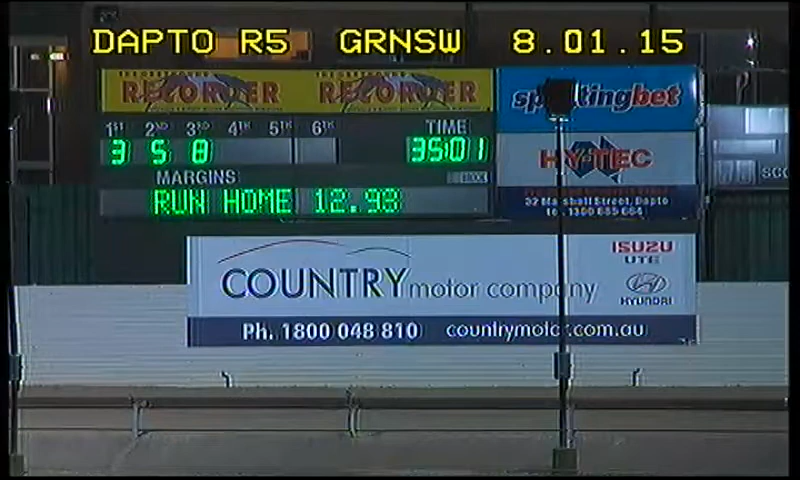 DAPTO R5 GRNSW 8.01.15
RECORDER RECORDER
sportingbet
1ST 2ND 3RD 4TH 5TH 6TH TIME
3 5 8 35:01
HY-TEC
MARGINS
RUN HOME 12.98
32 Marshall Street, Dapto
COUNTRY motor company
ISUZU
UTE
HYUNDAI
Ph. 1800 048 810 countrymotor.com.au